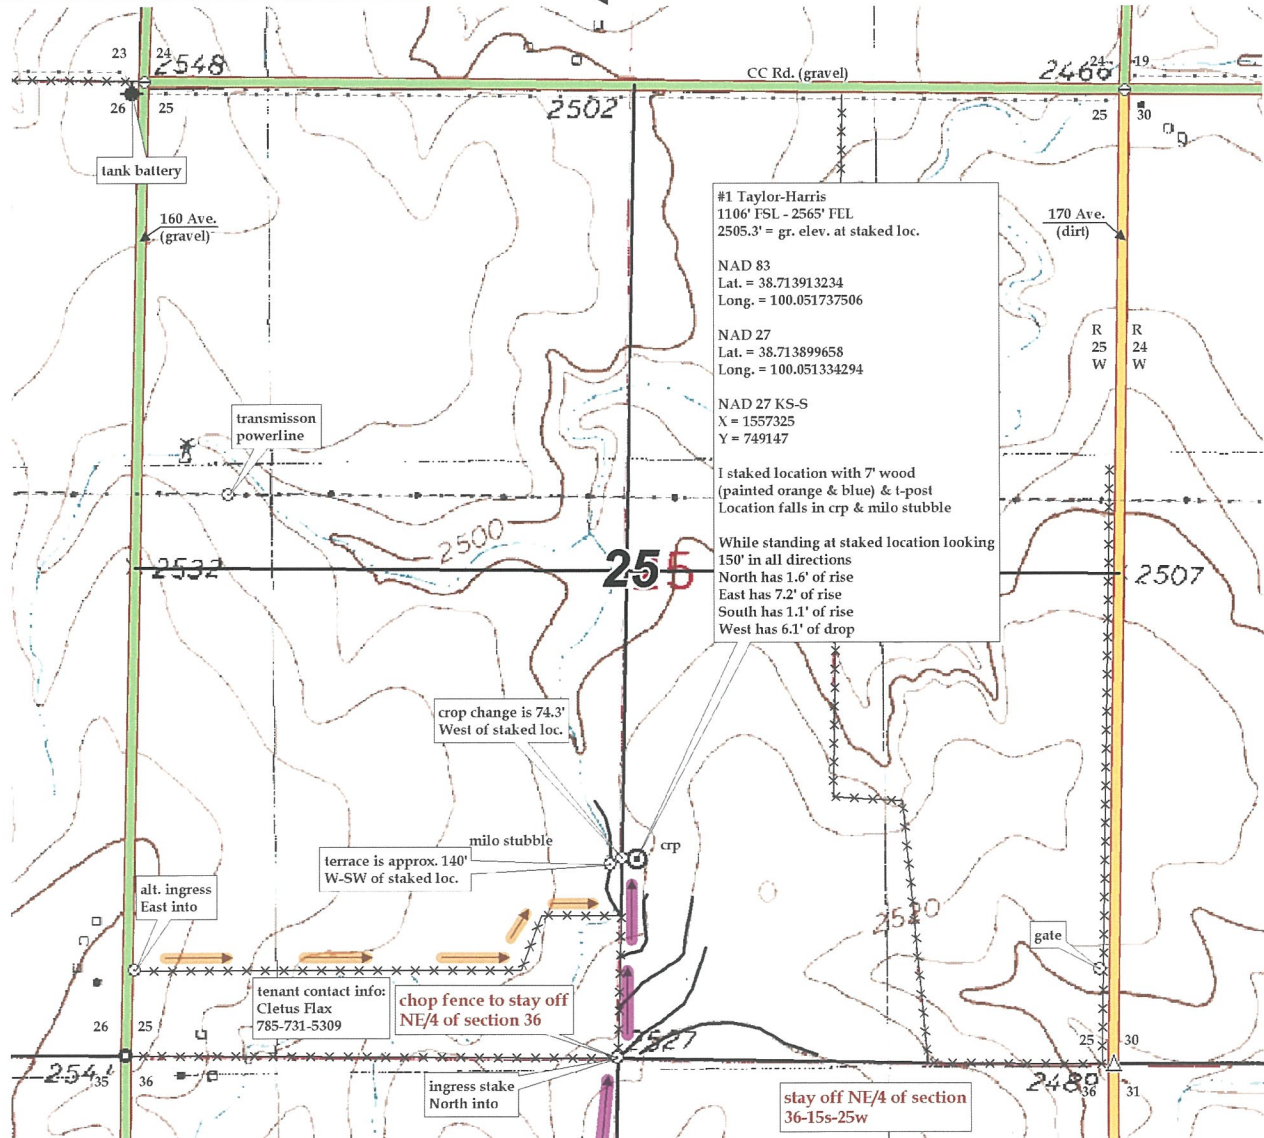 23
24
2548
CC Rd. (gravel)
2466
24
19
26
25
2502
25
30
tank battery
160 Ave.
(gravel)
170 Ave.
(dirt)
#1 Taylor-Harris
1106' FSL - 2565' FEL
2505.3' = gr. elev. at staked loc.
NAD 83
Lat. = 38.713913234
Long. = 100.051737506
NAD 27
Lat. = 38.713899658
Long. = 100.051334294
NAD 27 KS-S
X = 1557325
Y = 749147
I staked location with 7' wood
(painted orange & blue) & t-post
Location falls in crp & milo stubble
While standing at staked location looking
150' in all directions
North has 1.6' of rise
East has 7.2' of rise
South has 1.1' of rise
West has 6.1' of drop
R
25
W
R
24
W
transmisson
powerline
2500
2532
25
5
2507
crop change is 74.3'
West of staked loc.
milo stubble
crp
terrace is approx. 140'
W-SW of staked loc.
alt. ingress
East into
2520
gate
tenant contact info:
Cletus Flax
785-731-5309
chop fence to stay off
NE/4 of section 36
26
25
2527
25
30
2541
35
36
ingress stake
North into
2489
36
31
stay off NE/4 of section
36-15s-25w